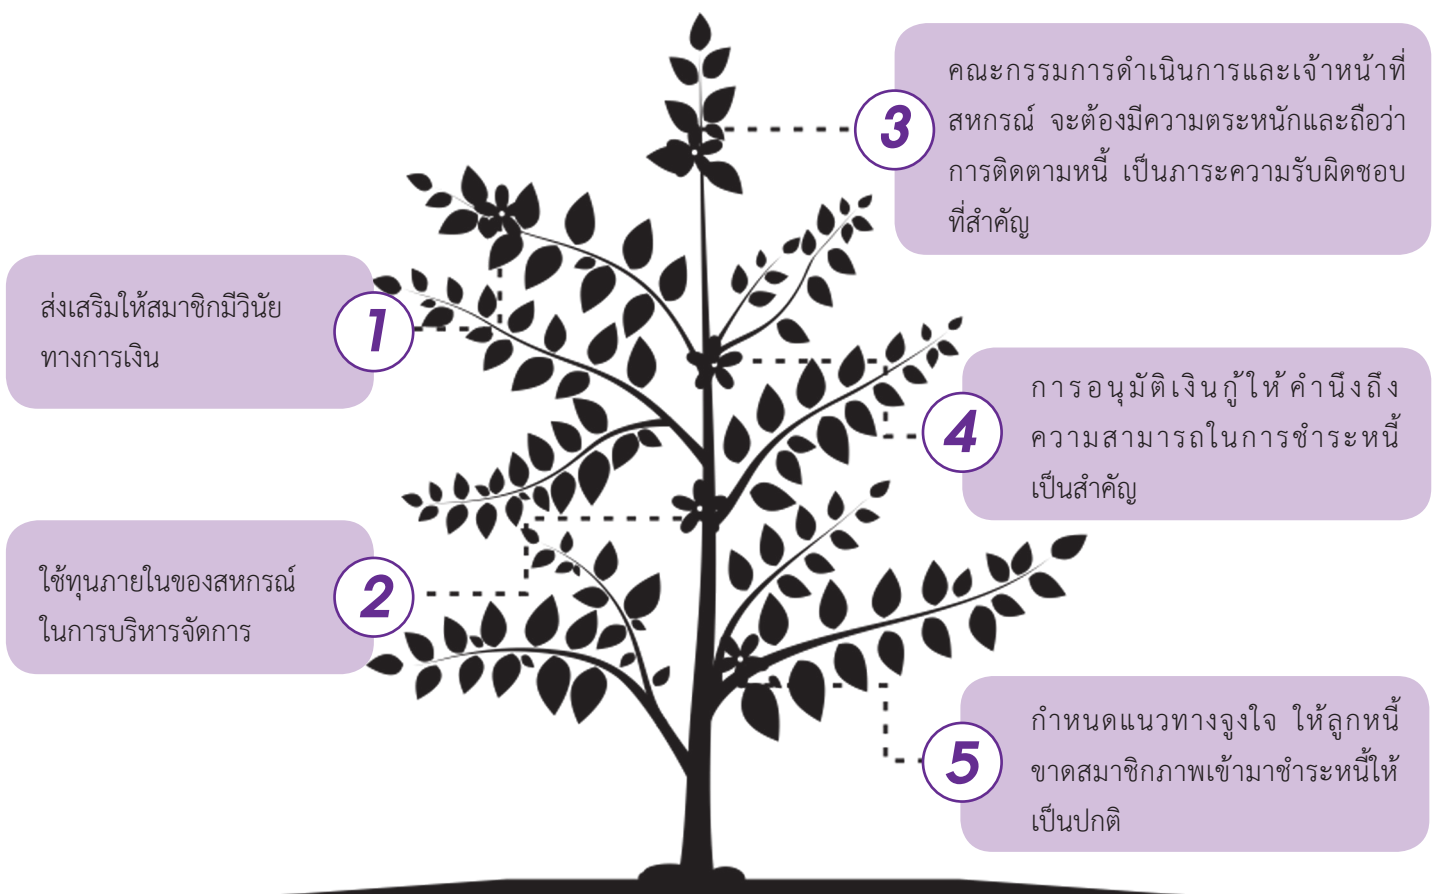 1
ส่งเสริมให้สมาชิกมีวินัย
ทางการเงิน
2
ใช้ทุนภายในของสหกรณ์
ในการบริหารจัดการ
3
คณะกรรมการดำเนินการและเจ้าหน้าที่
สหกรณ์ จะต้องมีความตระหนักและถือว่า
การติดตามหนี้ เป็นภาระความรับผิดชอบ
ที่สำคัญ
4
การอนุมัติเงินกู้ให้คำนึงถึง
ความสามารถในการชำระหนี้
เป็นสำคัญ
5
กำหนดแนวทางจูงใจ ให้ลูกหนี้
ขาดสมาชิกภาพเข้ามาชำระหนี้ให้
เป็นปกติ